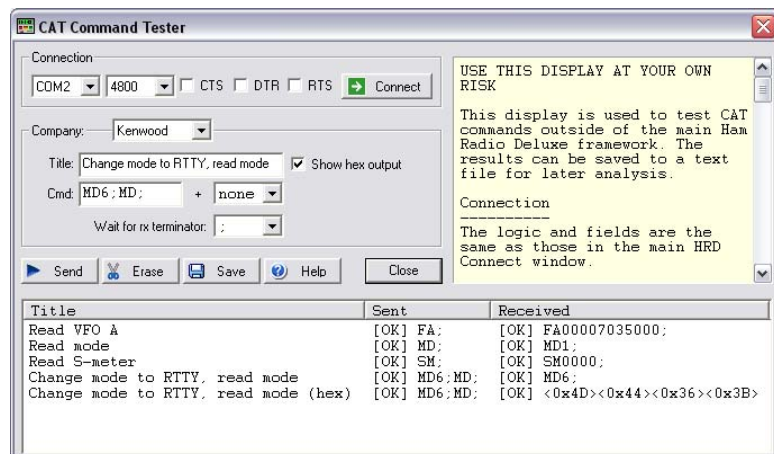 CAT Command Tester
Connection
COM2 4800 CTS DTR RTS Connect
Company: Kenwood
Title: Change mode to RTTY, read mode Show hex output
Cmd: MD6;MD; + none
Wait for rx terminator: ;
Send Erase Save Help Close
USE THIS DISPLAY AT YOUR OWN
RISK
This display is used to test CAT
commands outside of the main Ham
Radio Deluxe framework. The
results can be saved to a text
file for later analysis.
Connection
----------
The logic and fields are the
same as those in the main HRD
Connect window.
Title Sent Received
Read VFO A [OK] FA; [OK] FA00007035000;
Read mode [OK] MD; [OK] MD1;
Read S-meter [OK] SM; [OK] SM0000;
Change mode to RTTY, read mode [OK] MD6;MD; [OK] MD6;
Change mode to RTTY, read mode (hex) [OK] MD6;MD; [OK] <0x4D><0x44><0x36><0x3B>